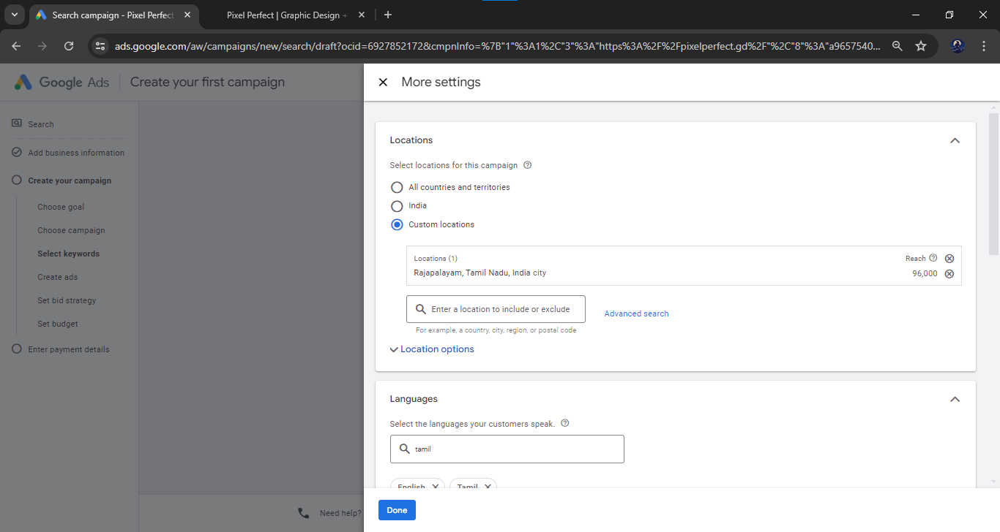 Search campaign - Pixel Perfect
Pixel Perfect | Graphic Design +
ads.google.com/aw/campaigns/new/search/draft?ocid=6927852172&cmpnInfo=%7B"1"%3A1%2C"3"%3A"https%3A%2F%2Fpixelperfect.gd%2F"%2C"8"%3A"a9657540...
Google Ads
Create your first campaign
Search
Add business information
Create your campaign
Choose goal
Choose campaign
Select keywords
Create ads
Set bid strategy
Set budget
Enter payment details
Need help?
More settings
Locations
Select locations for this campaign
All countries and territories
India
Custom locations
Locations (1) Reach
Rajapalayam, Tamil Nadu, India city 96,000
Enter a location to include or exclude
Advanced search
For example, a country, city, region, or postal code
Location options
Languages
Select the languages your customers speak.
tamil
English Tamil
Done